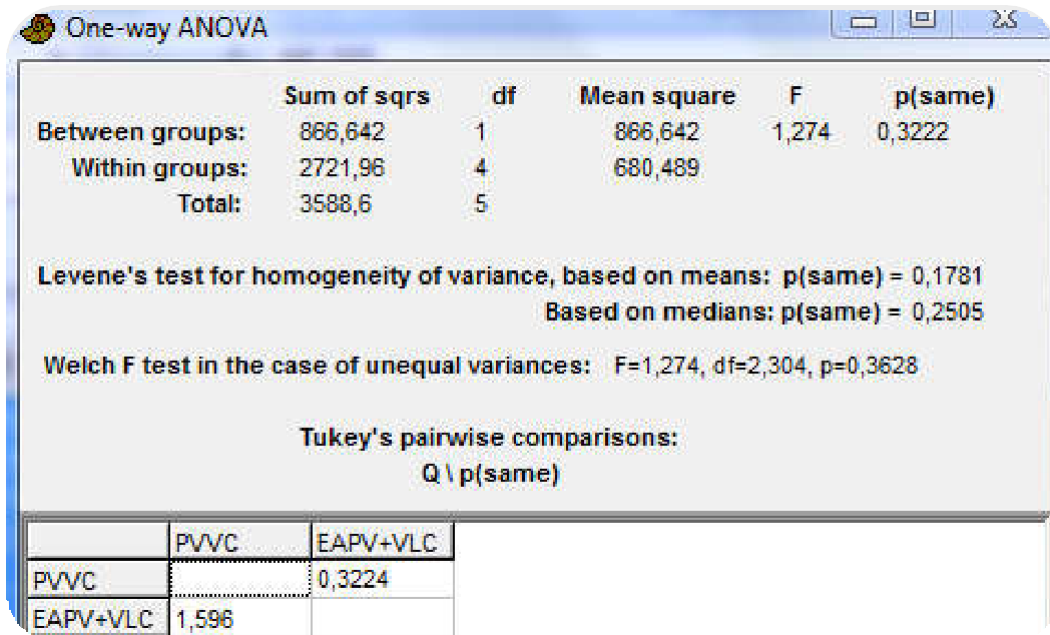 One-way ANOVA
Sum of sqrs df Mean square F p(same)
Between groups: 866,642 1 866,642 1,274 0,3222
Within groups: 2721,96 4 680,489
Total: 3588,6 5
Levene's test for homogeneity of variance, based on means: p(same) = 0,1781
Based on medians: p(same) = 0,2505
Welch F test in the case of unequal variances: F=1,274, df=2,304, p=0,3628
Tukey's pairwise comparisons:
Q \ p(same)
PVVC EAPV+VLC
PVVC 0,3224
EAPV+VLC 1,596